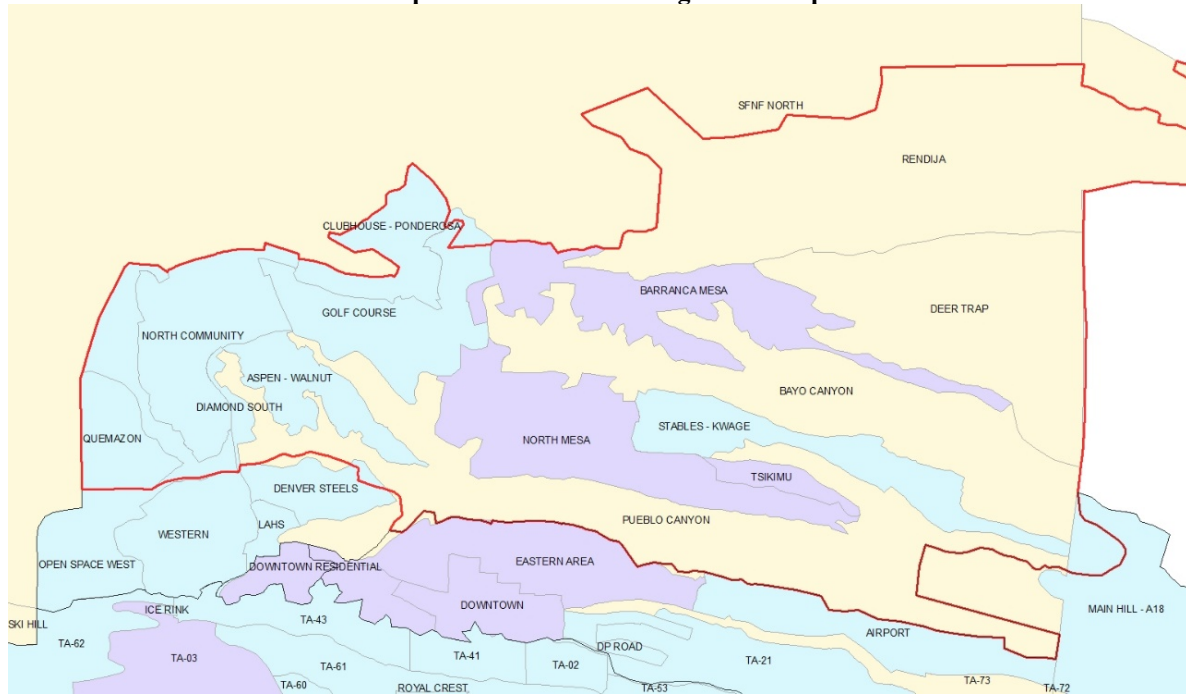 SFNF NORTH
RENDIJA
CLUBHOUSE - PONDEROSA
BARRANCA MESA
DEER TRAP
GOLF COURSE
NORTH COMMUNITY
ASPEN - WALNUT
BAYO CANYON
DIAMOND SOUTH
STABLES - KWAGE
QUEMAZON
NORTH MESA
TSIKIMU
DENVER STEELS
PUEBLO CANYON
LAHS
WESTERN
EASTERN AREA
OPEN SPACE WEST
DOWNTOWN RESIDENTIAL
DOWNTOWN
MAIN HILL - A18
ICE RINK
SKI HILL
TA-43
AIRPORT
TA-62
DP ROAD
TA-03
TA-41
TA-21
TA-61
TA-02
TA-73
TA-60
ROYAL CREST
TA-53
TA-72